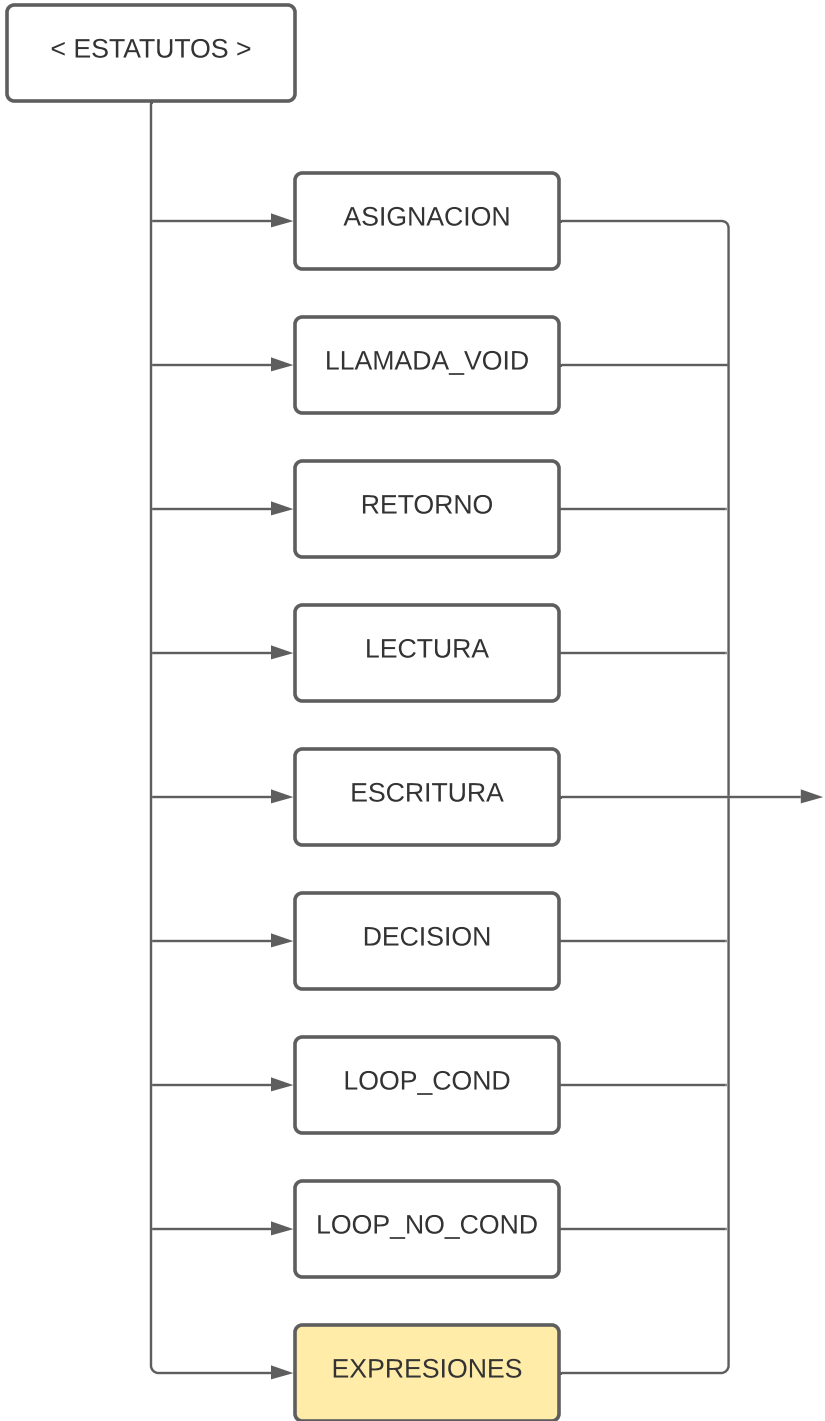 < ESTATUTOS >
ASIGNACION
LLAMADA_VOID
RETORNO
LECTURA
ESCRITURA
DECISION
LOOP_COND
LOOP_NO_COND
EXPRESIONES